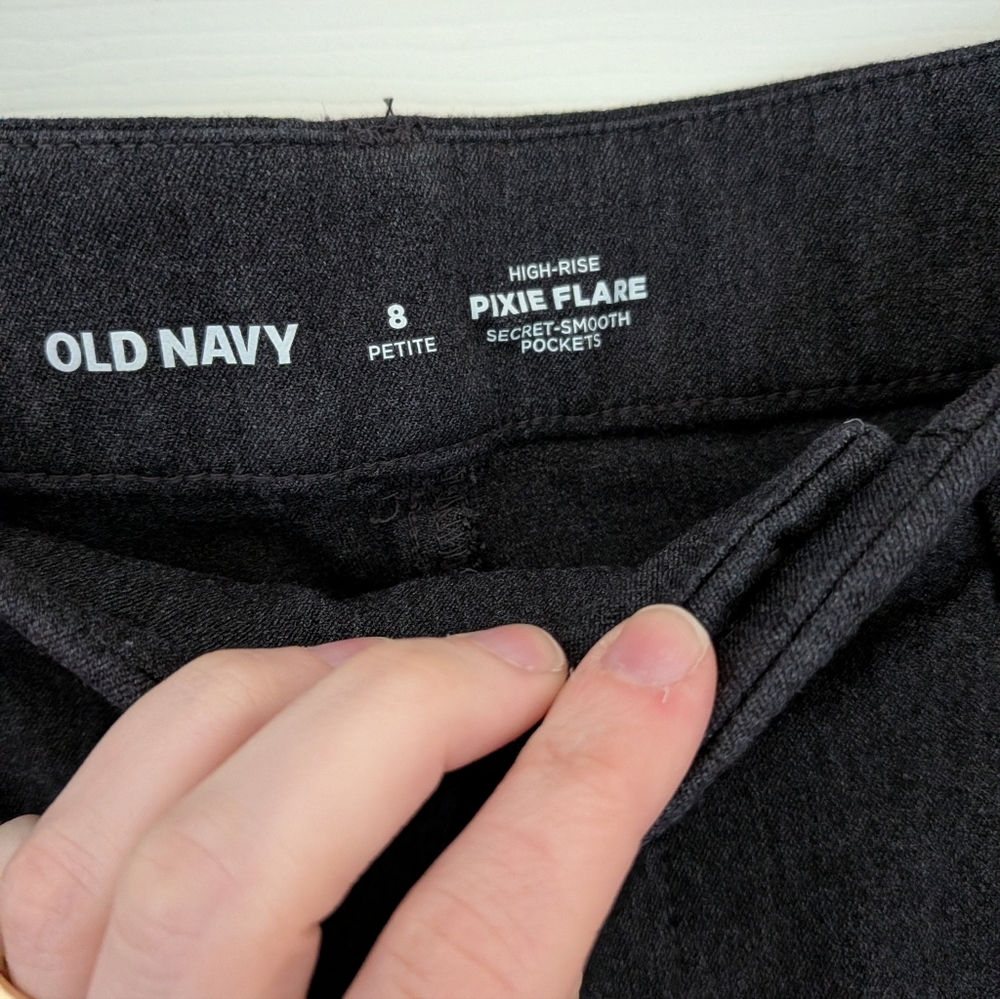 OLD NAVY
8
PETITE
HIGH-RISE
PIXIE FLARE
SECRET-SMOOTH
POCKETS